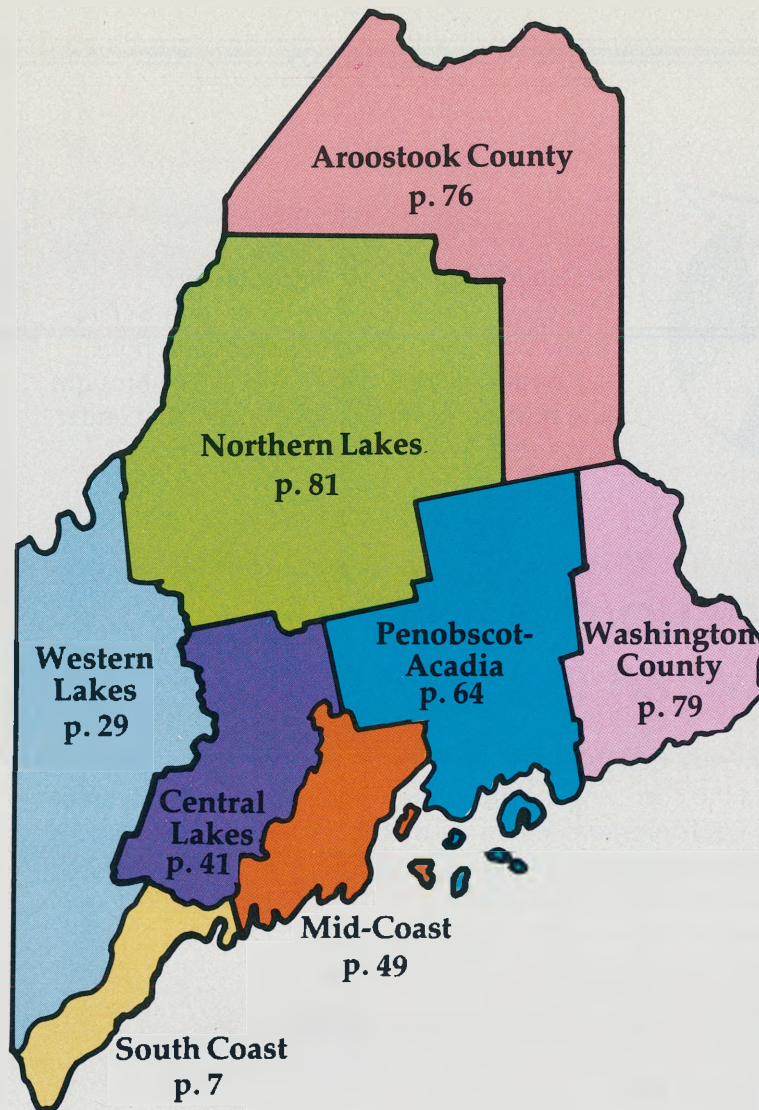 Aroostook County
p. 76
Northern Lakes
p. 81
Western
Lakes
p. 29
Penobscot-
Acadia
p. 64
Washington
County
p. 79
Central
Lakes
p. 41
Mid-Coast
p. 49
South Coast
p. 7